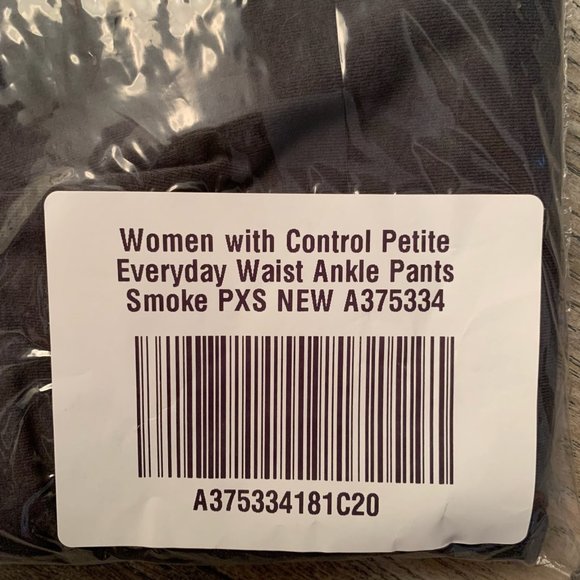 Women with Control Petite
Everyday Waist Ankle Pants
Smoke PXS NEW A375334
A375334181C20